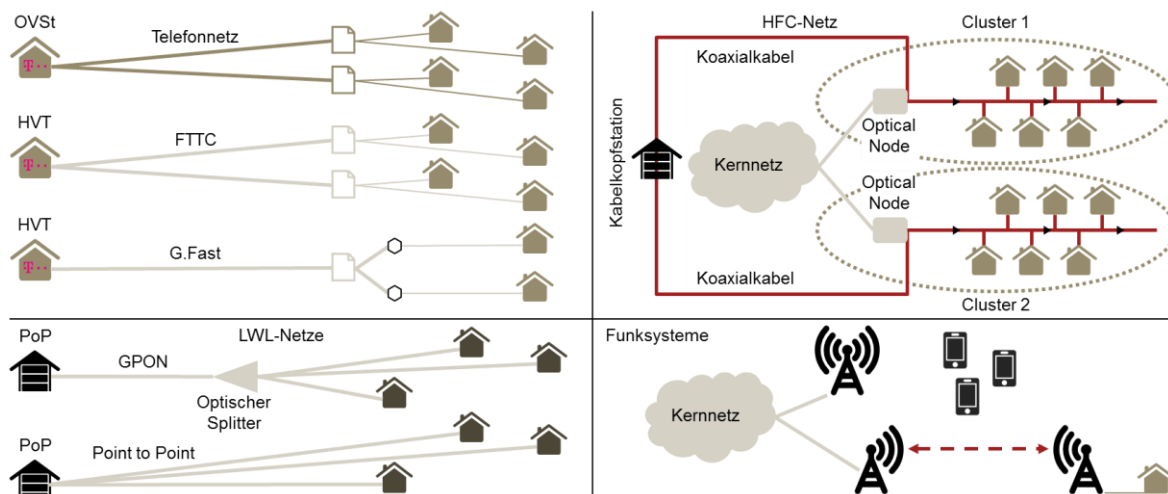 OVSt
Telefonnetz
T··
HVT
FTTC
T··
HVT
G.Fast
T··
HFC-Netz
Cluster 1
Koaxialkabel
Kabelkopfstation
Kernnetz
Optical
Node
Optical
Node
Koaxialkabel
Cluster 2
PoP
LWL-Netze
GPON
Optischer
Splitter
PoP
Point to Point
Funksysteme
Kernnetz